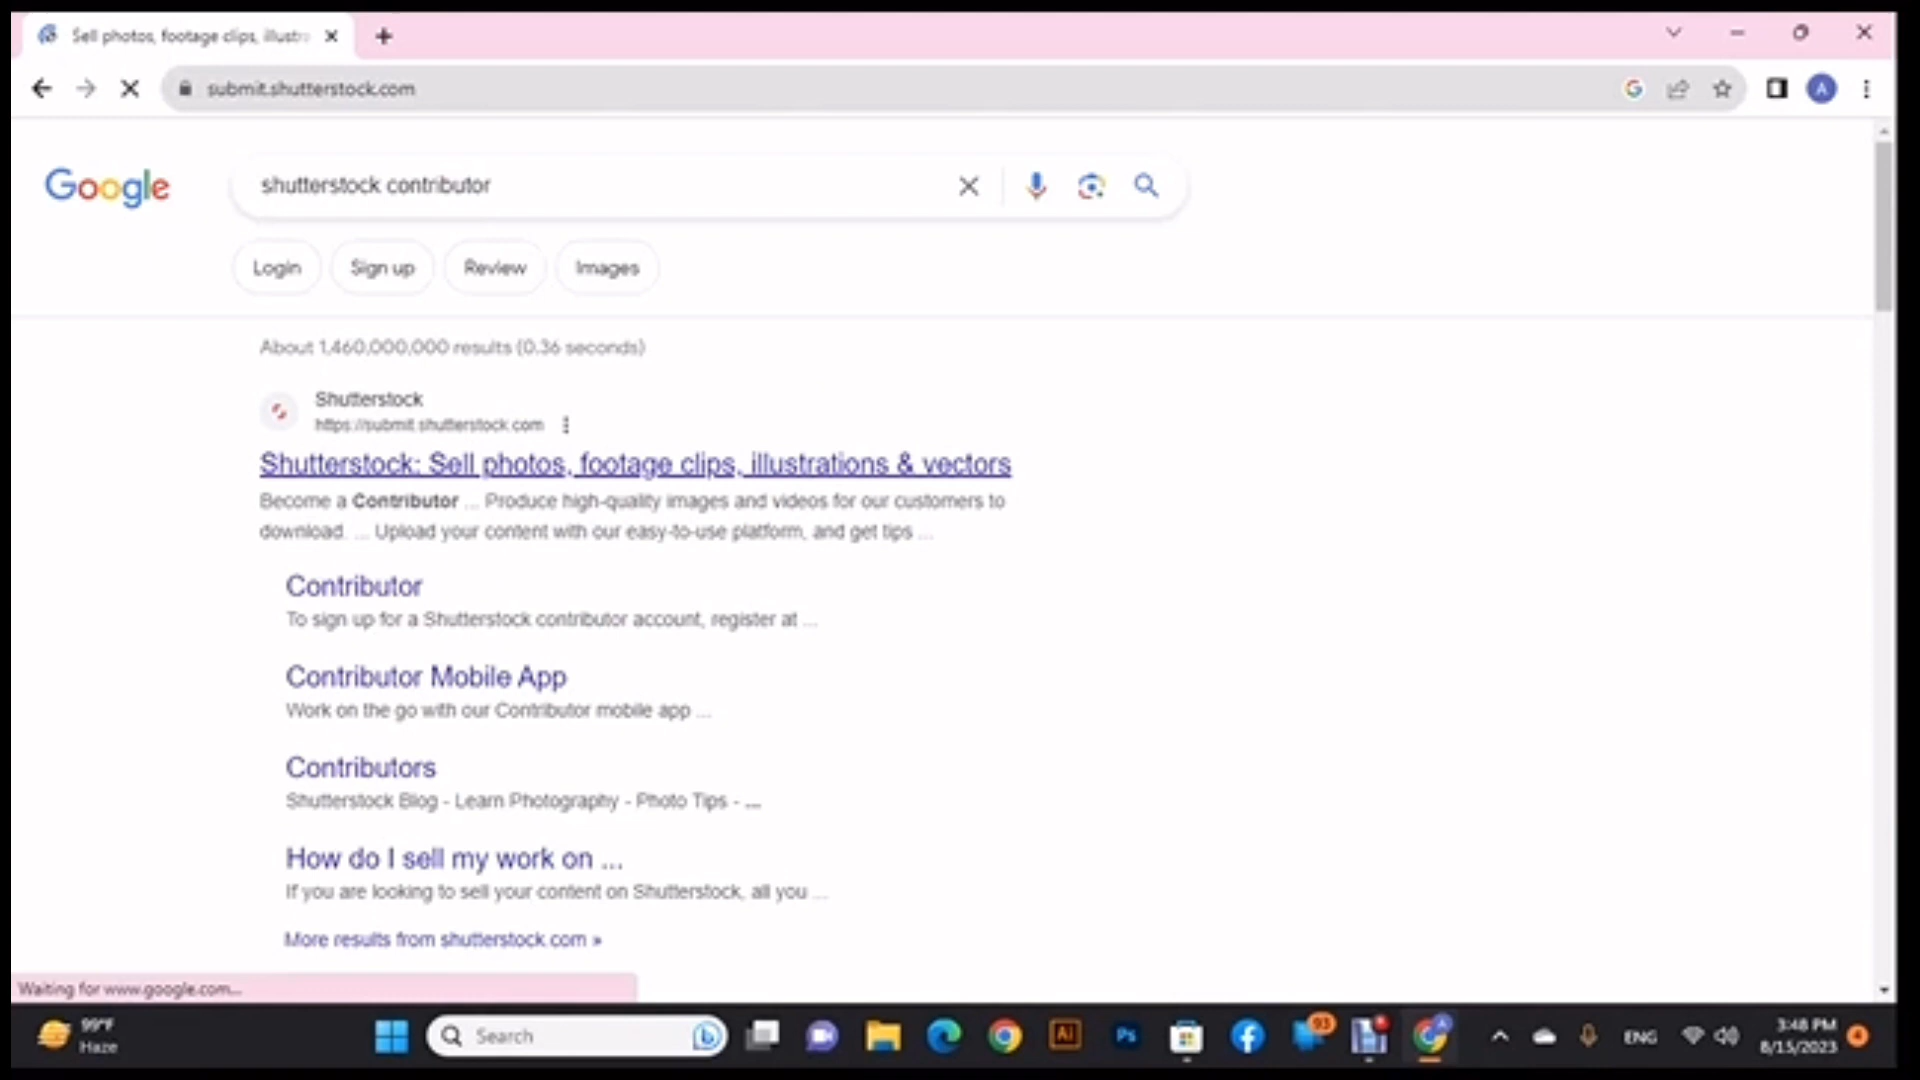 Sell photos, footage clips, illustra
submit.shutterstock.com
A
Google
shutterstock contributor
Login
Sign up
Review
Images
About 1,460,000,000 results (0.36 seconds)
Shutterstock
https://submit.shutterstock.com
Shutterstock: Sell photos, footage clips, illustrations & vectors
Become a Contributor ... Produce high-quality images and videos for our customers to
download. ... Upload your content with our easy-to-use platform, and get tips ...
Contributor
To sign up for a Shutterstock contributor account, register at ...
Contributor Mobile App
Work on the go with our Contributor mobile app ...
Contributors
Shutterstock Blog - Learn Photography - Photo Tips - ...
How do I sell my work on ...
If you are looking to sell your content on Shutterstock, all you ...
More results from shutterstock.com »
Waiting for www.google.com...
99°F
Haze
Search
Ai
Ps
93
ENG
3:48 PM
8/15/2023
4